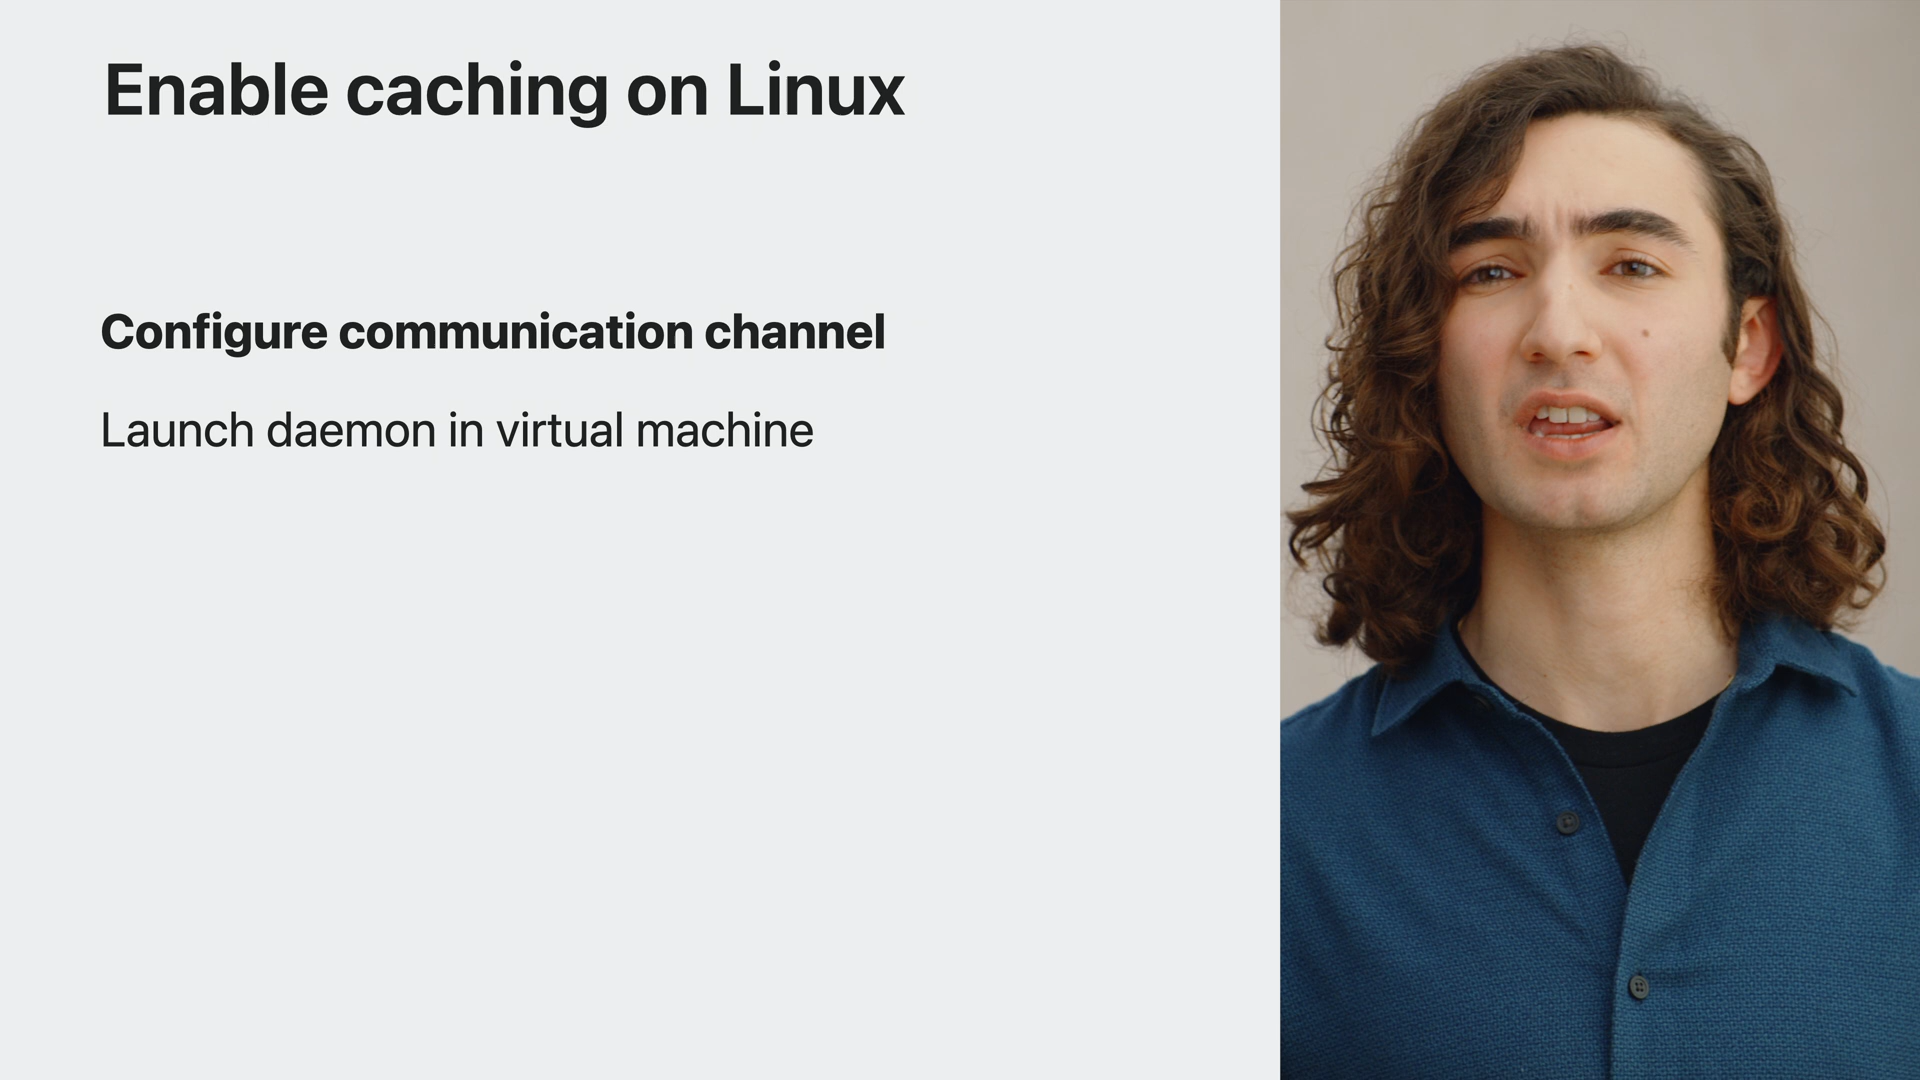 Enable caching on Linux
Configure communication channel
Launch daemon in virtual machine